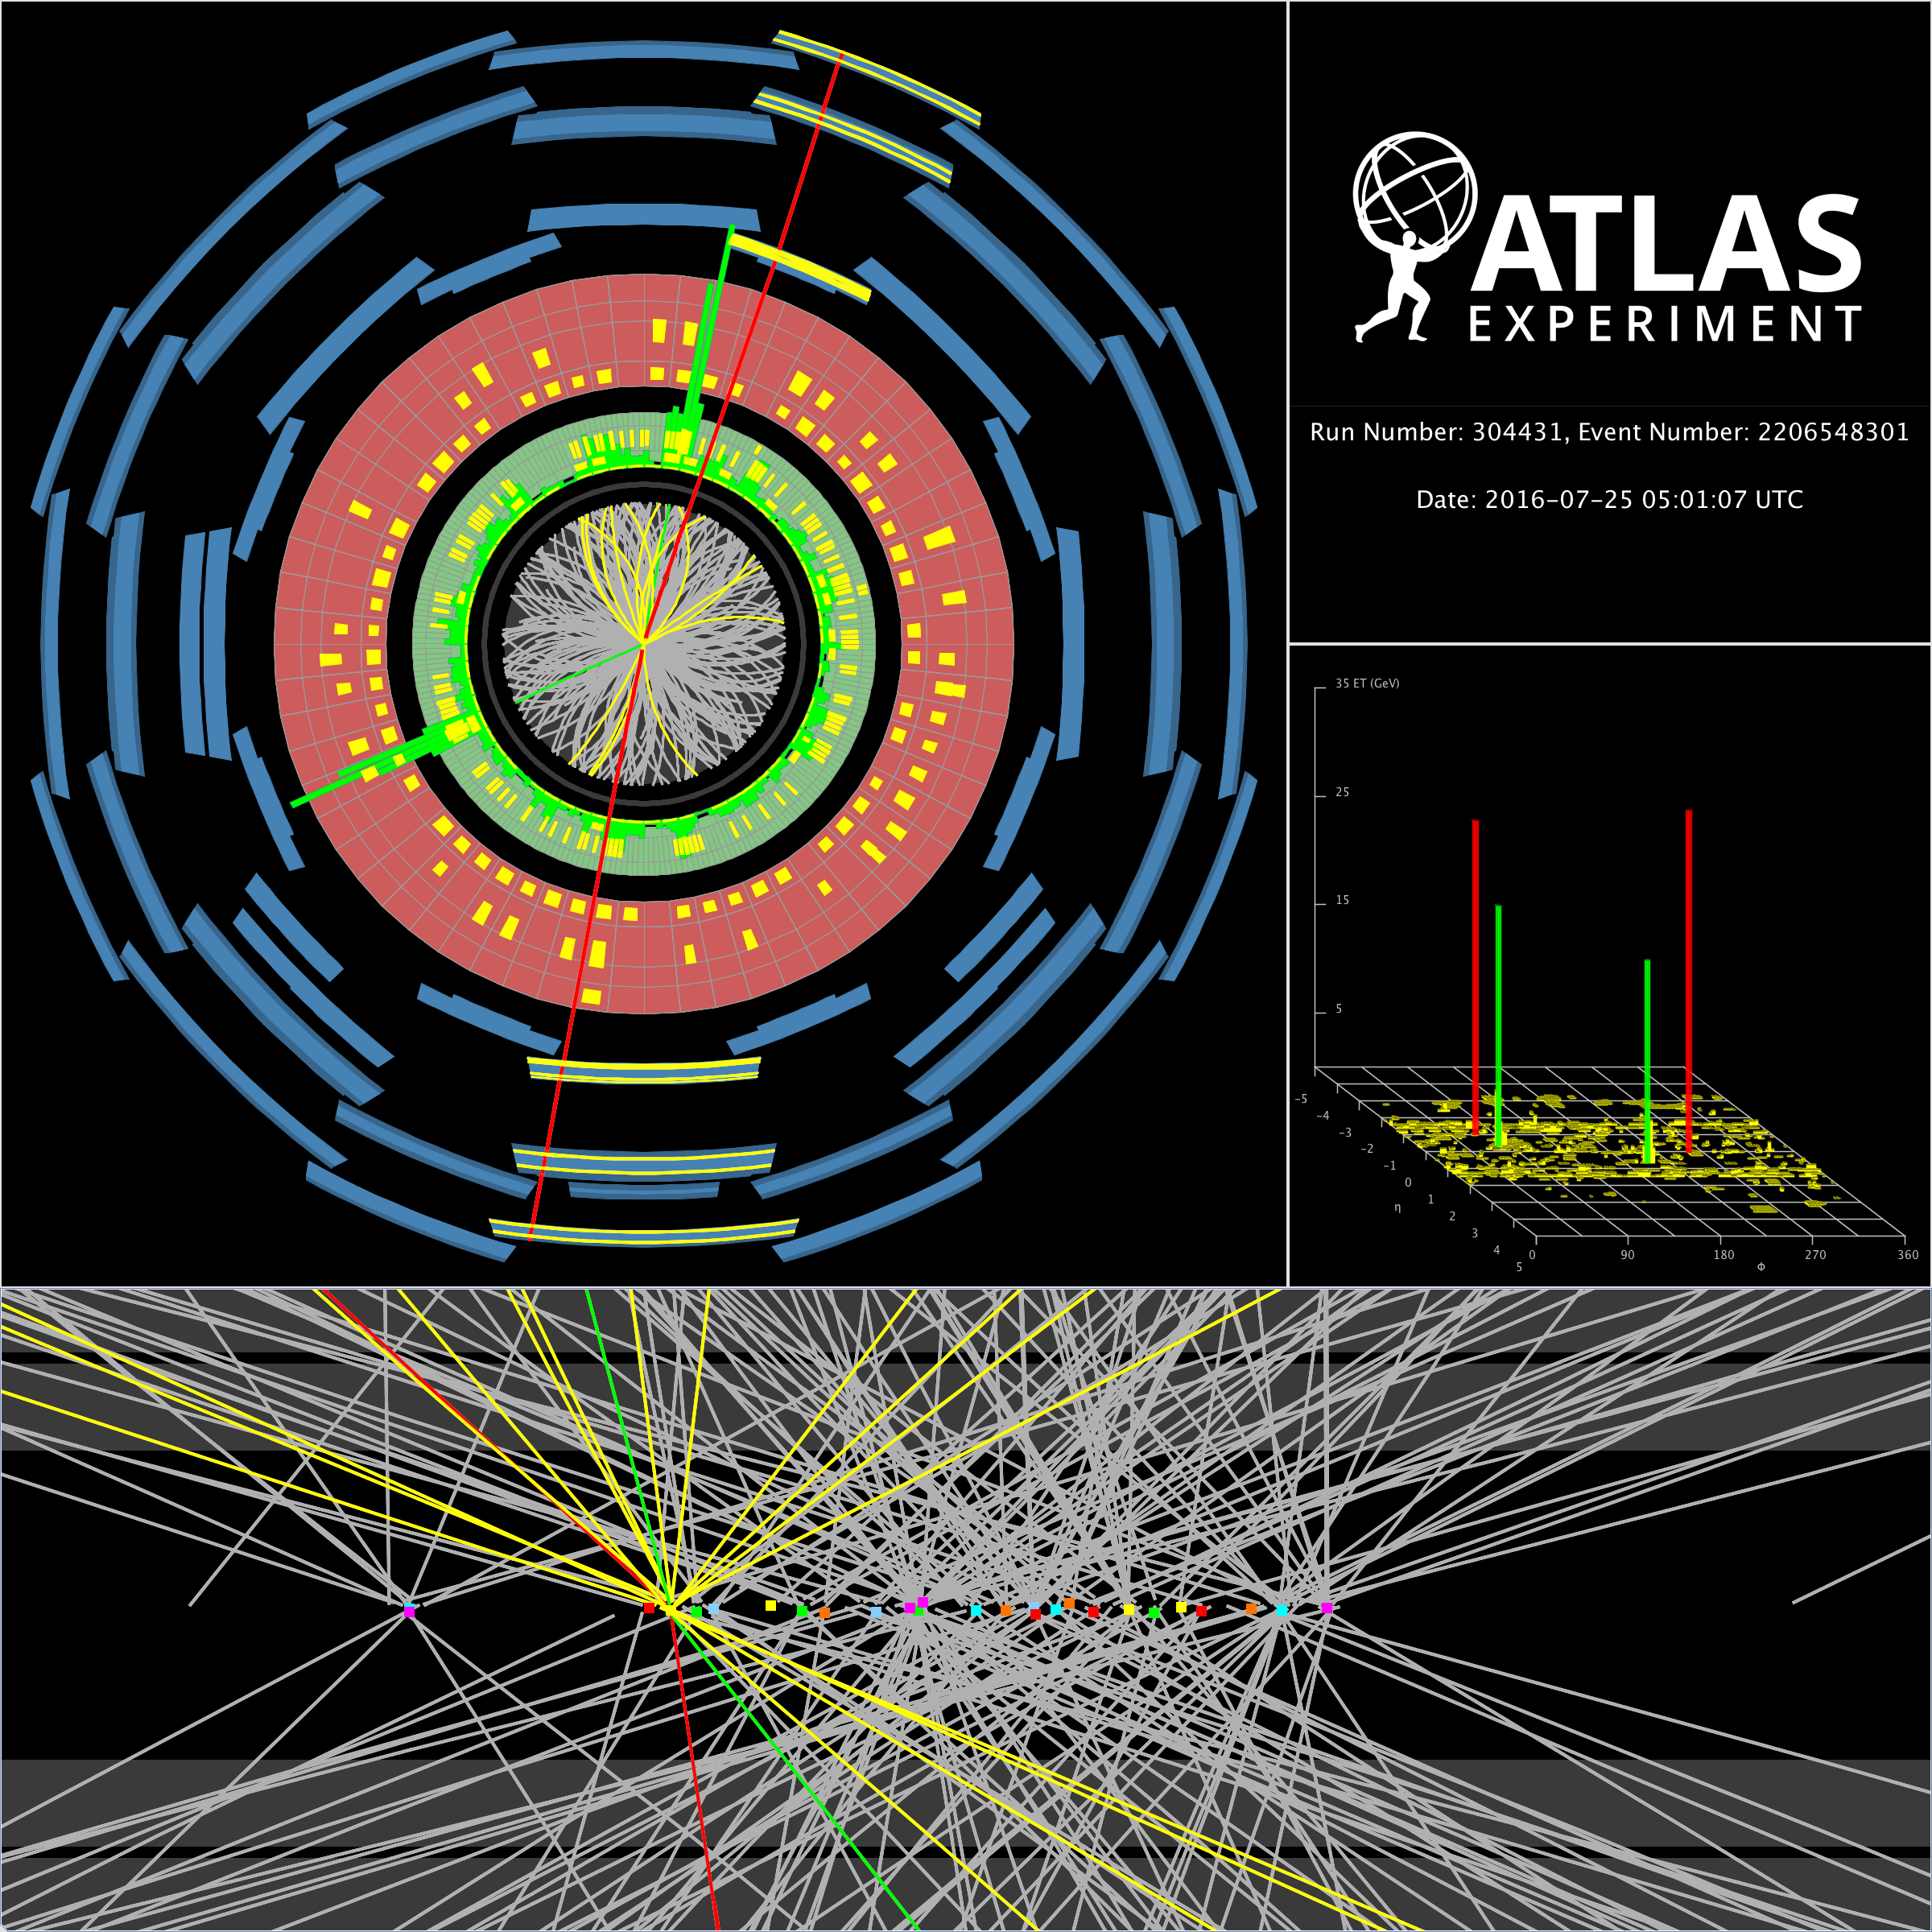 ATLAS
EXPERIMENT
Run Number: 304431, Event Number: 2206548301
Date: 2016-07-25 05:01:07 UTC
35 ET (GeV)
25
15
5
-5
-4
-3
-2
-1
0
1
2
3
4
5
η
0 90 180 270 360
Φ